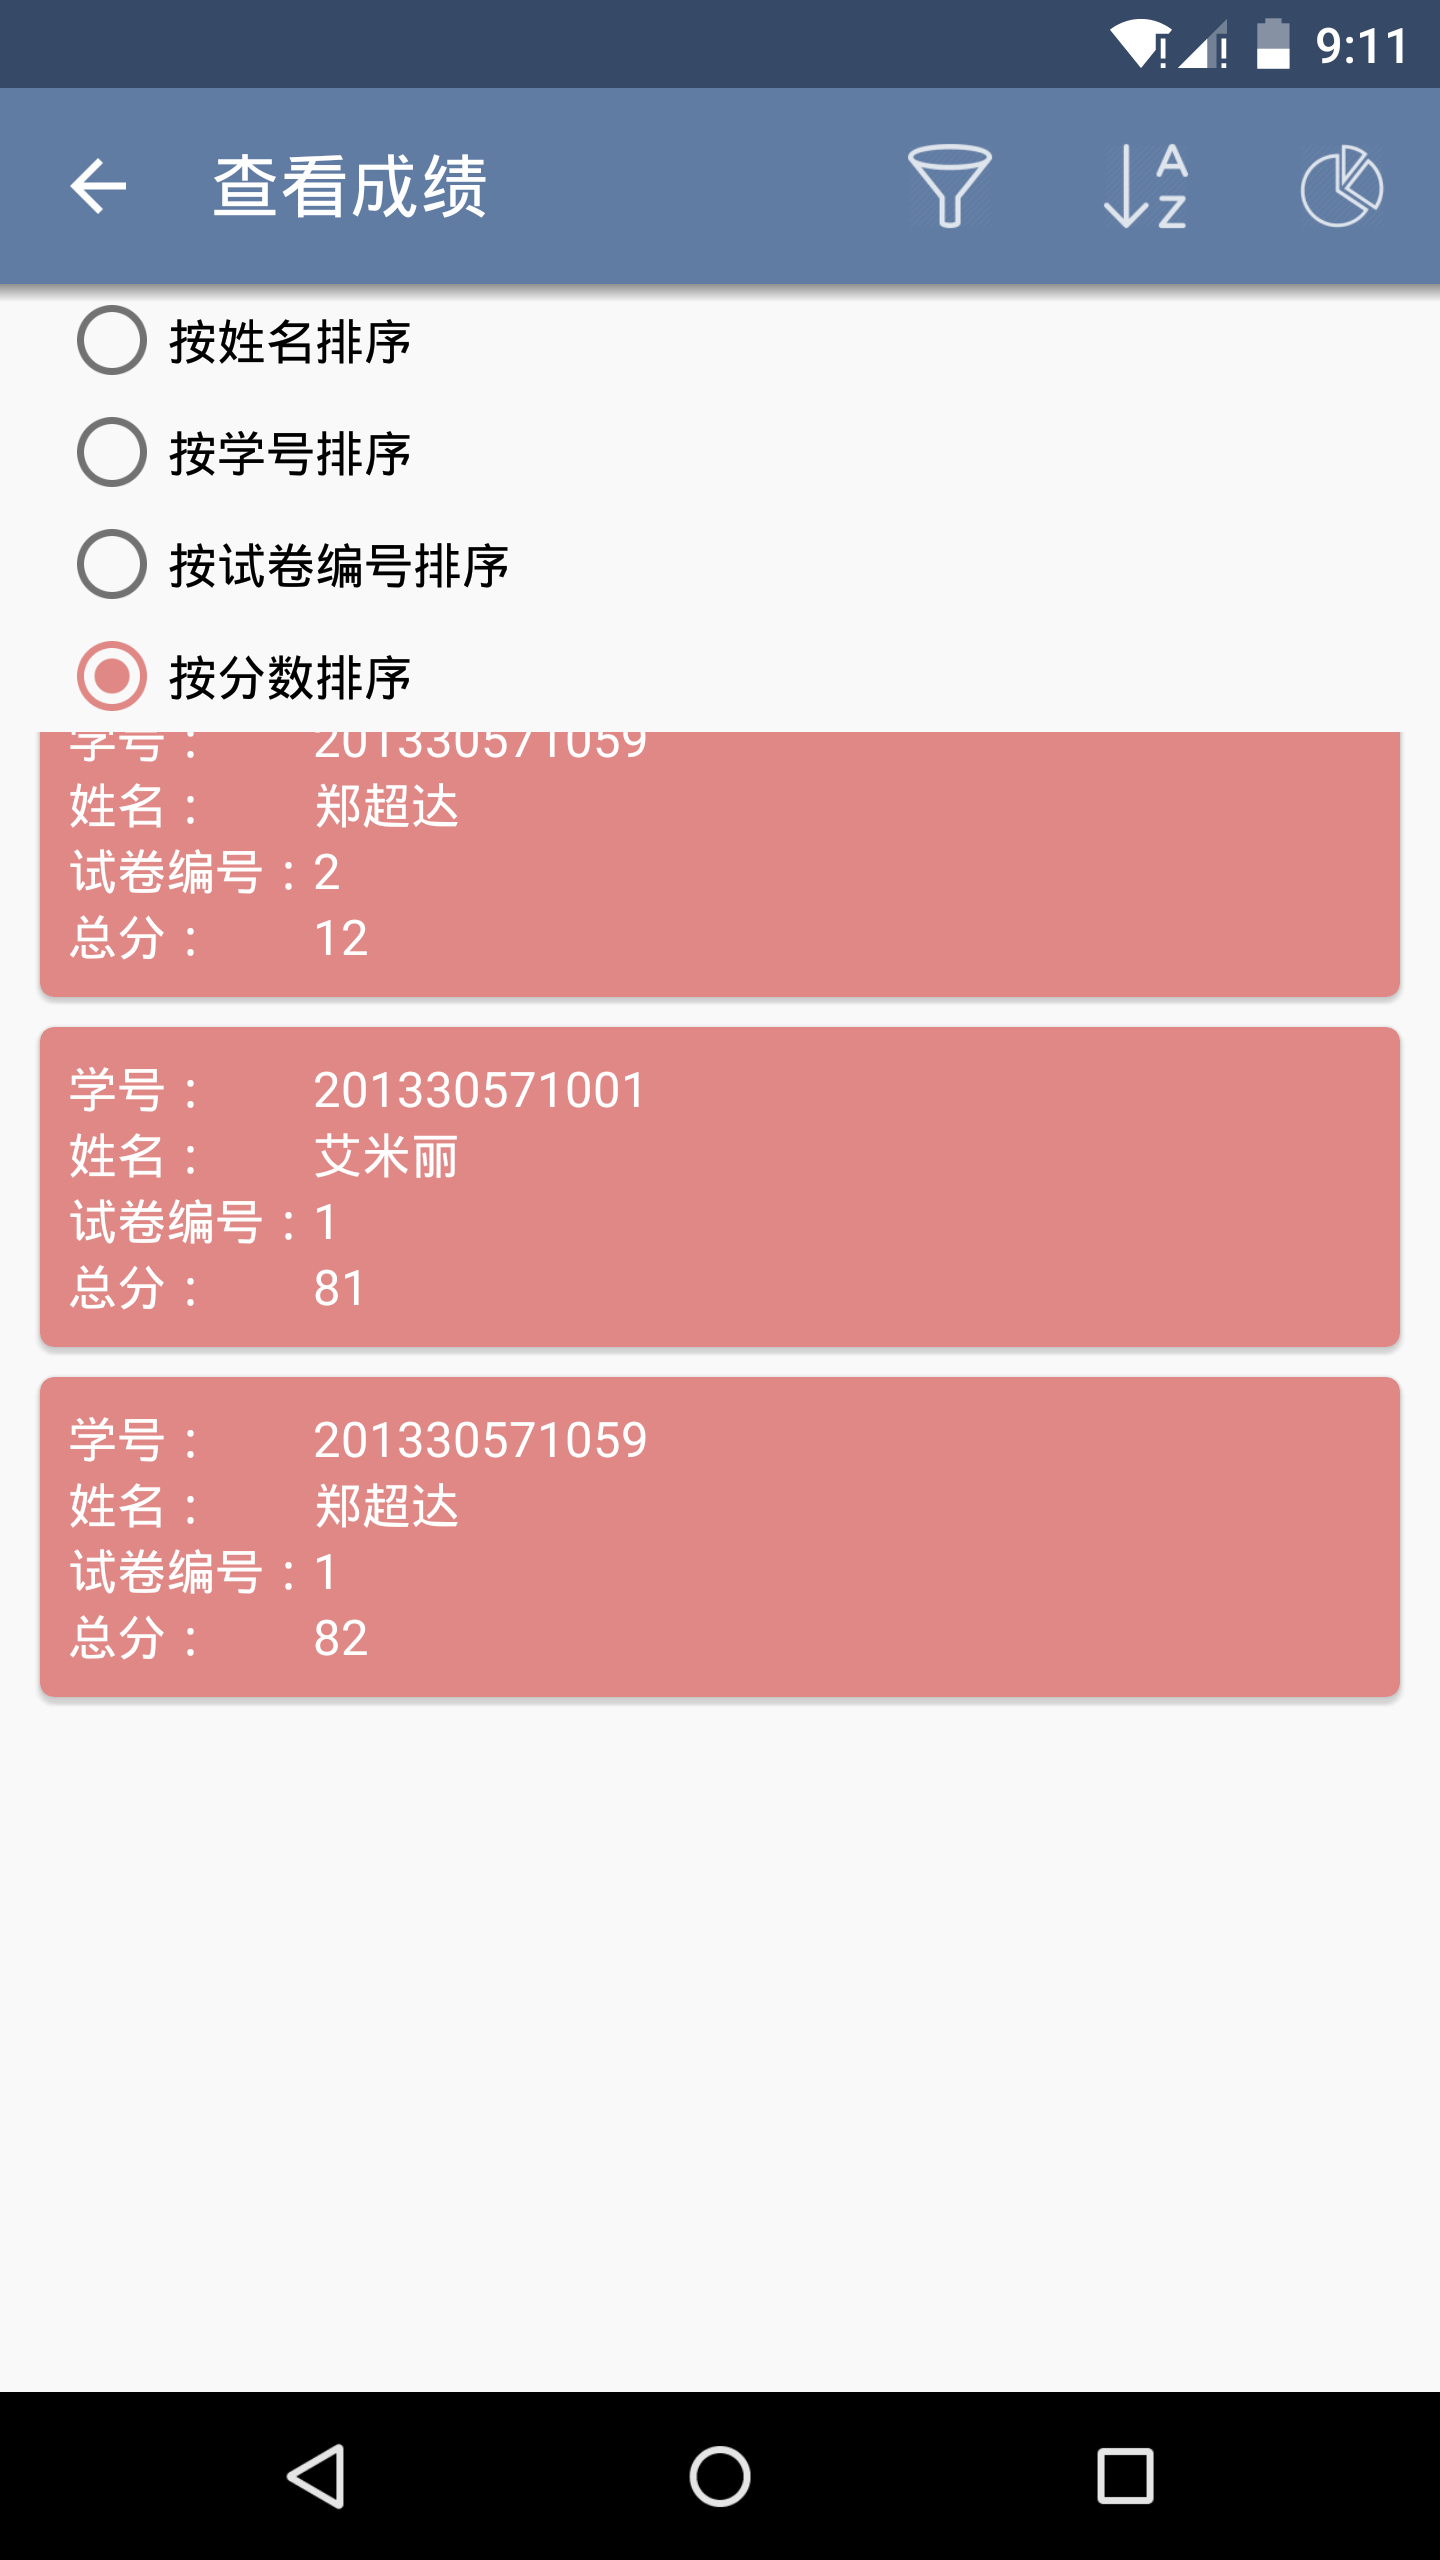 9:11
查看成绩
按姓名排序
按学号排序
按试卷编号排序
按分数排序
学号： 201330571059
姓名： 郑超达
试卷编号：2
总分： 12
学号： 201330571001
姓名： 艾米丽
试卷编号：1
总分： 81
学号： 201330571059
姓名： 郑超达
试卷编号：1
总分： 82